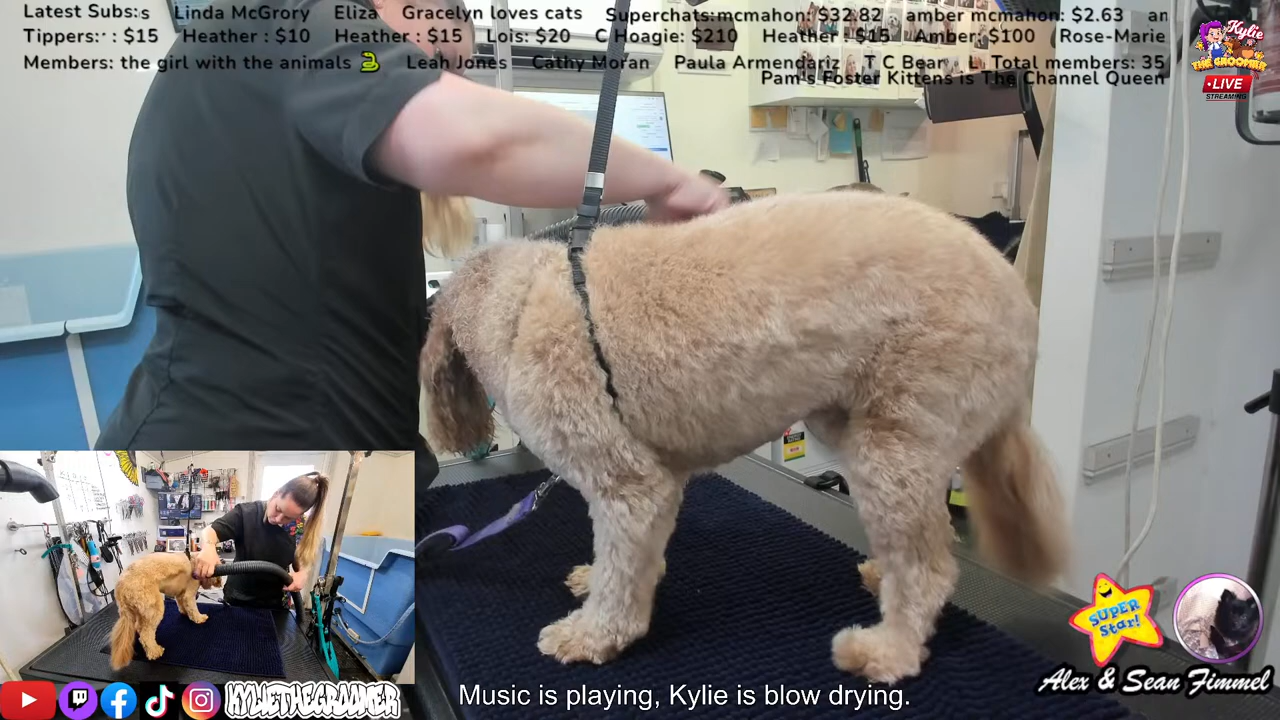 Latest Subs:s Linda McGrory Eliza Gracelyn loves cats Superchats:mcmahon: $32.82 amber mcmahon: $2.63 an
Tippers: : $15 Heather : $10 Heather : $15 Lois: $20 C Hoagie: $210 Heather : $15 Amber: $100 Rose-Marie
Members: the girl with the animals 🐍 Leah Jones Cathy Moran Paula Armendariz T C Bear L Total members: 35
Pam's Foster Kittens is The Channel Queen
Kylie
THE GROOMER
LIVE
STREAMING
SUPER
Star!
Alex & Sean Fimmel
KYLIETHEGROOMER
Music is playing, Kylie is blow drying.